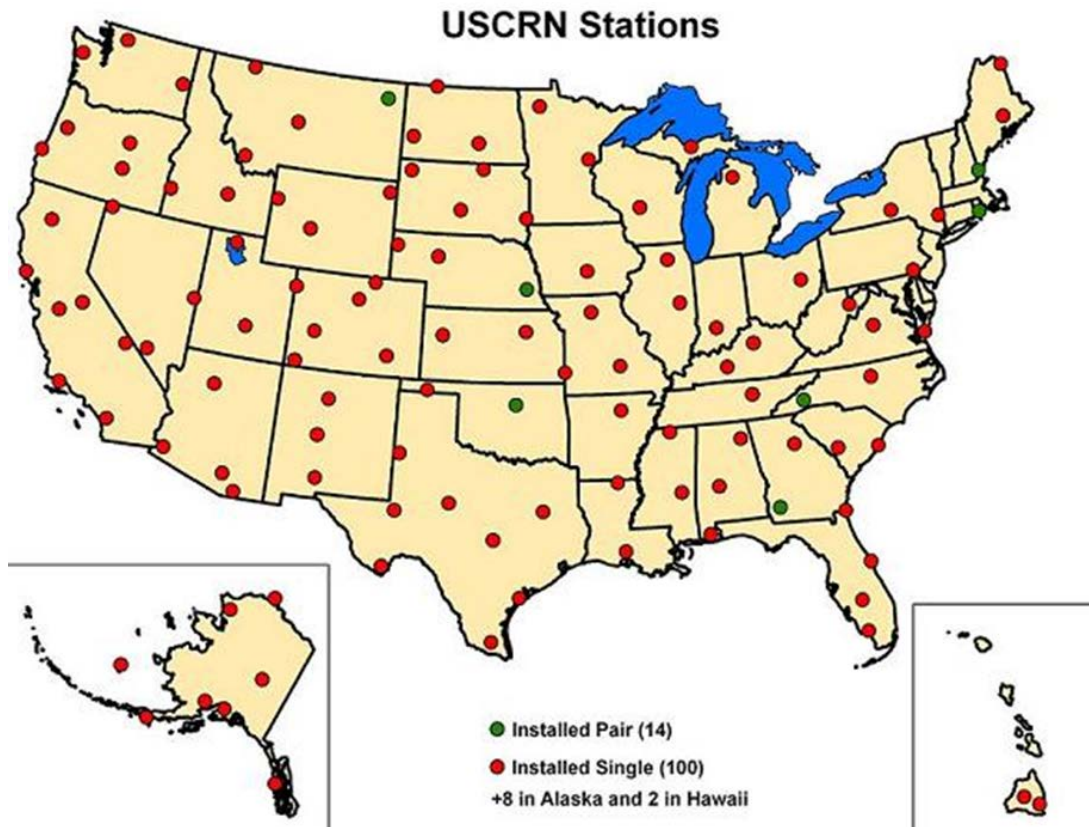 USCRN Stations
Installed Pair (14)
Installed Single (100)
+8 in Alaska and 2 in Hawaii